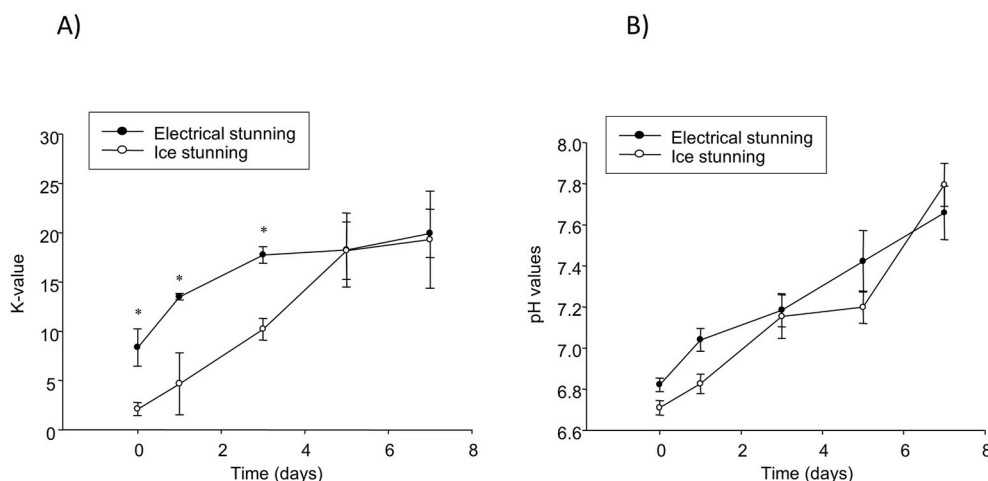 A)
Electrical stunning
Ice stunning
30
25
20
15
10
5
0
K-value
*
*
*
0 2 4 6 8
Time (days)
B)
Electrical stunning
Ice stunning
8.0
7.8
7.6
7.4
7.2
7.0
6.8
6.6
pH values
0 2 4 6 8
Time (days)